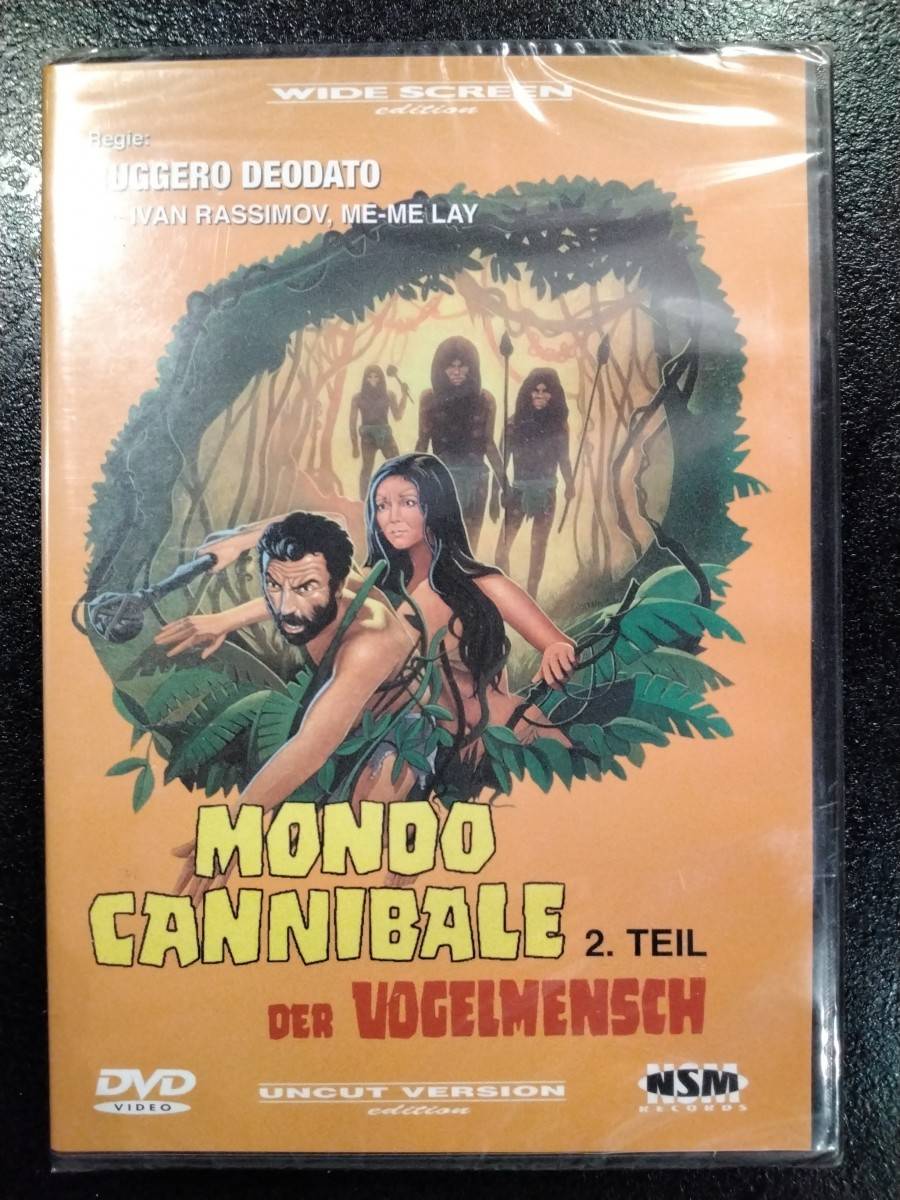 WIDE SCREEN
edition
Regie:
RUGGERO DEODATO
IVAN RASSIMOV, ME-ME LAY
MONDO
CANNIBALE 2. TEIL
DER VOGELMENSCH
DVD
VIDEO
UNCUT VERSION
edition
NSM
RECORDS